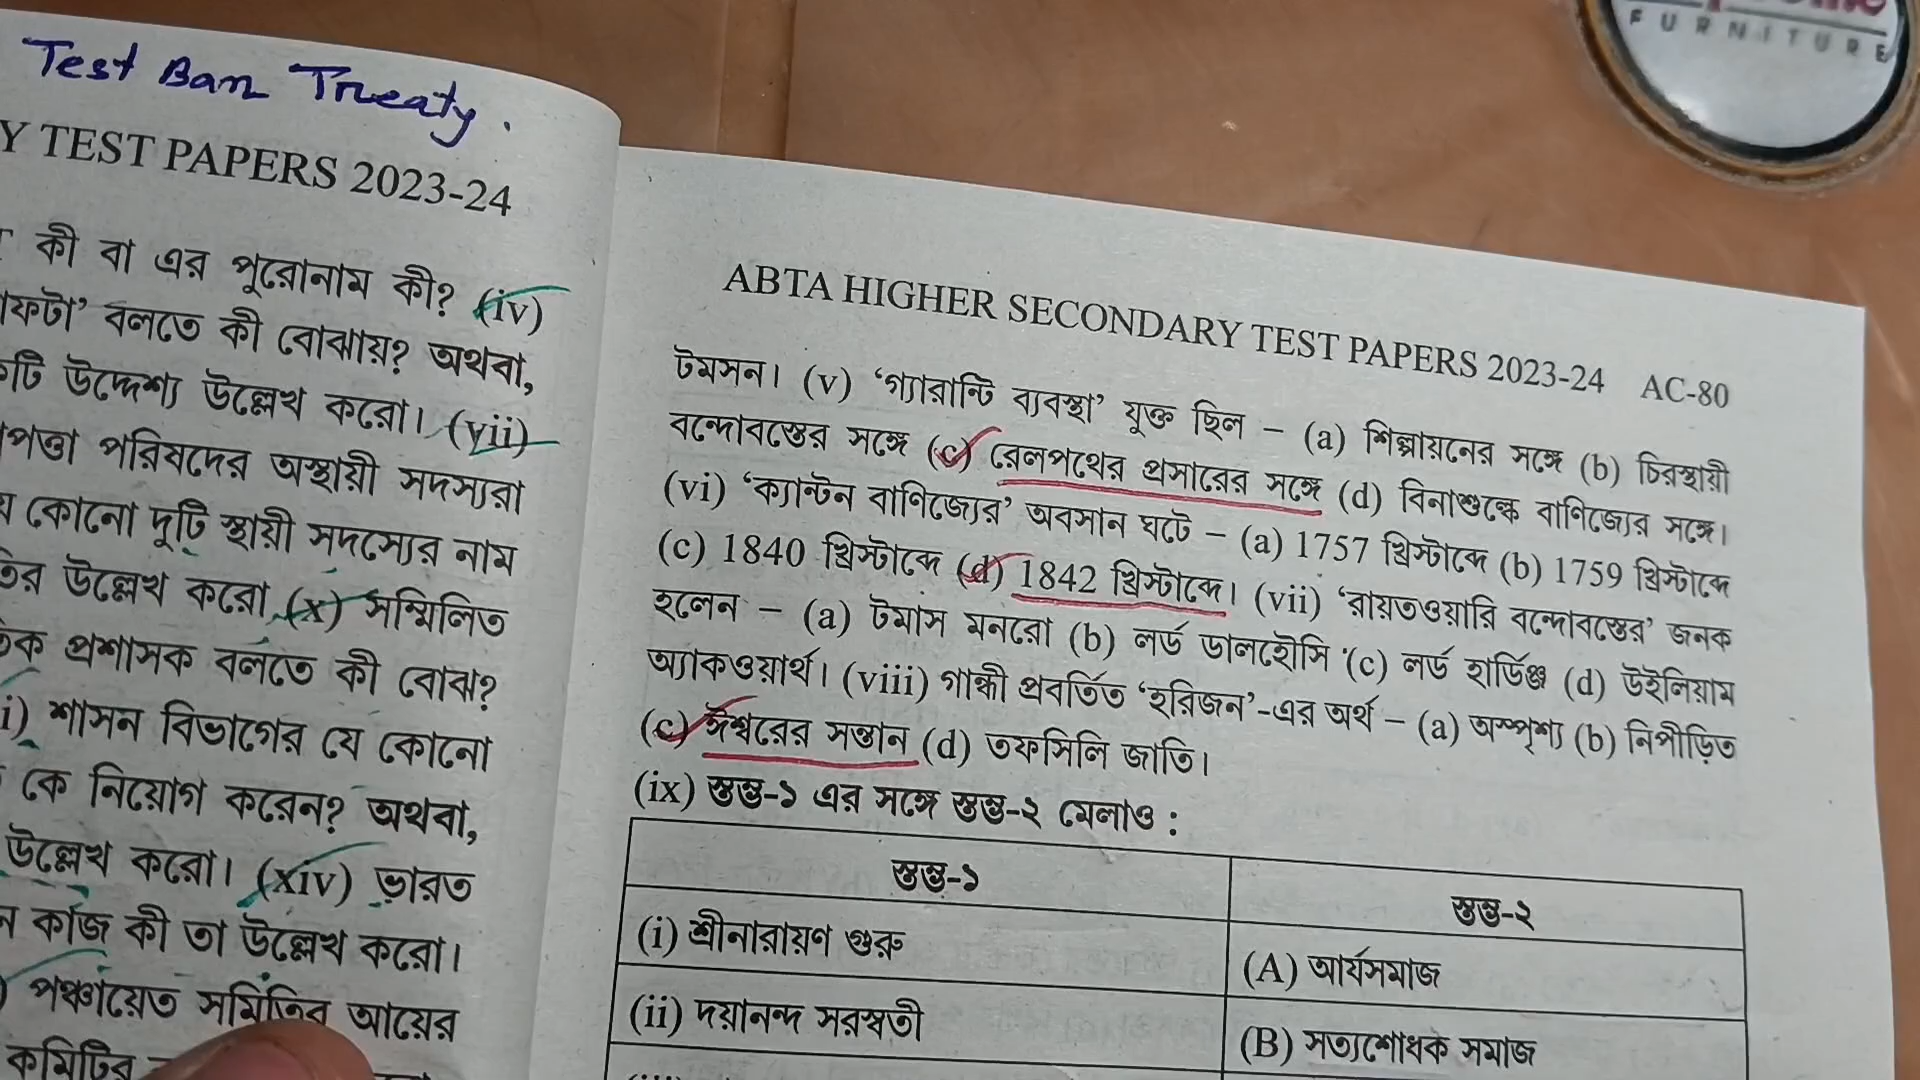 Test Ban Treaty.
Y TEST PAPERS 2023-24
কী বা এর পুরোনাম কী? (iv)
বলতে কী বোঝায়? অথবা,
উদ্দেশ্য উল্লেখ করো। (vii)
পরিষদের অস্থায়ী সদস্যরা
কোনো দুটি স্থায়ী সদস্যের নাম
উল্লেখ করো (x) সম্মিলিত
প্রশাসক বলতে কী বোঝ?
i) শাসন বিভাগের যে কোনো
কে নিয়োগ করেন? অথবা,
উল্লেখ করো। (xiv) ভারত
কাজ কী তা উল্লেখ করো।
) পঞ্চায়েত সমিতির আয়ের
কমিটির
FURNITURE
ABTA HIGHER SECONDARY TEST PAPERS 2023-24 AC-80
টমসন। (v) ‘গ্যারান্টি ব্যবস্থা’ যুক্ত ছিল – (a) শিল্পায়নের সঙ্গে (b) চিরস্থায়ী
বন্দোবস্তের সঙ্গে (c) রেলপথের প্রসারের সঙ্গে (d) বিনাশুল্কে বাণিজ্যের সঙ্গে।
(vi) ‘ক্যান্টন বাণিজ্যের’ অবসান ঘটে – (a) 1757 খ্রিস্টাব্দে (b) 1759 খ্রিস্টাব্দে
(c) 1840 খ্রিস্টাব্দে (d) 1842 খ্রিস্টাব্দে। (vii) ‘রায়তওয়ারি বন্দোবস্তের’ জনক
হলেন – (a) টমাস মনরো (b) লর্ড ডালহৌসি (c) লর্ড হার্ডিঞ্জ (d) উইলিয়াম
অ্যাকওয়ার্থ। (viii) গান্ধী প্রবর্তিত ‘হরিজন’-এর অর্থ – (a) অস্পৃশ্য (b) নিপীড়িত
(c) ঈশ্বরের সন্তান (d) তফসিলি জাতি।
(ix) স্তম্ভ-১ এর সঙ্গে স্তম্ভ-২ মেলাও :
স্তম্ভ-১
স্তম্ভ-২
(i) শ্রীনারায়ণ গুরু
(A) আর্যসমাজ
(ii) দয়ানন্দ সরস্বতী
(B) সত্যশোধক সমাজ